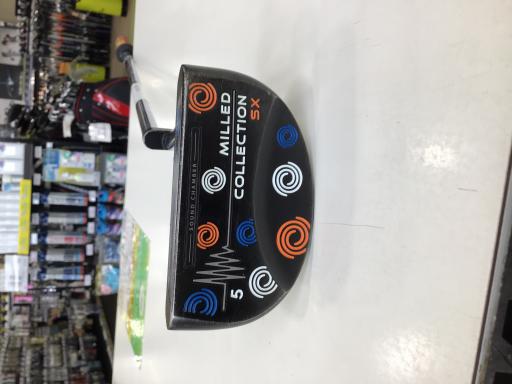 MILLED
COLLECTION
SX
SOUND CHAMBER
5